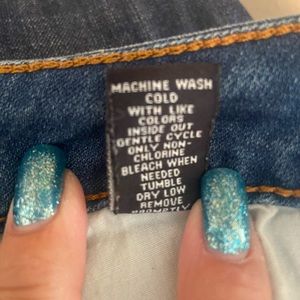 MACHINE WASH
COLD
WITH LIKE
COLORS
INSIDE OUT
GENTLE CYCLE
ONLY NON-
CHLORINE
BLEACH WHEN
NEEDED
TUMBLE
DRY LOW
REMOVE
PROMPTLY